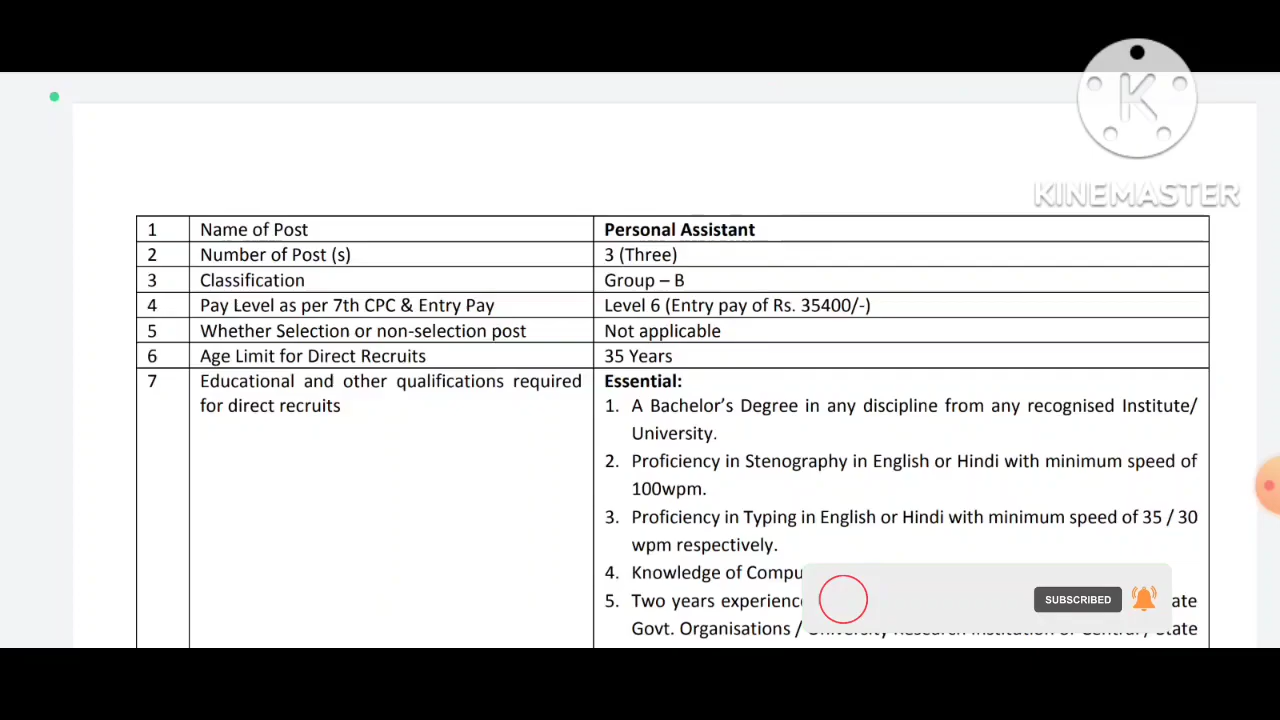 KINEMASTER
1 Name of Post Personal Assistant
2 Number of Post (s) 3 (Three)
3 Classification Group – B
4 Pay Level as per 7th CPC & Entry Pay Level 6 (Entry pay of Rs. 35400/-)
5 Whether Selection or non-selection post Not applicable
6 Age Limit for Direct Recruits 35 Years
7 Educational and other qualifications required Essential:
for direct recruits 1. A Bachelor's Degree in any discipline from any recognised Institute/
University.
2. Proficiency in Stenography in English or Hindi with minimum speed of
100wpm.
3. Proficiency in Typing in English or Hindi with minimum speed of 35 / 30
wpm respectively.
4. Knowledge of
5. Two years
Govt. Organisations / University Research Institution of Central / State
SUBSCRIBED